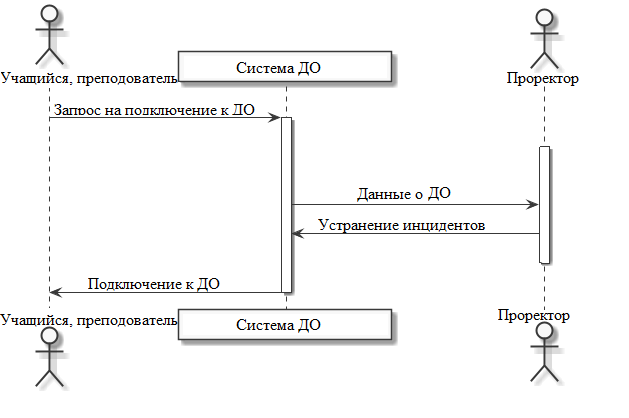 Учащийся, преподователь
Система ДО
Проректор
Запрос на подключение к ДО
Данные о ДО
Устранение инцидентов
Подключение к ДО
Учащийся, преподователь
Система ДО
Проректор